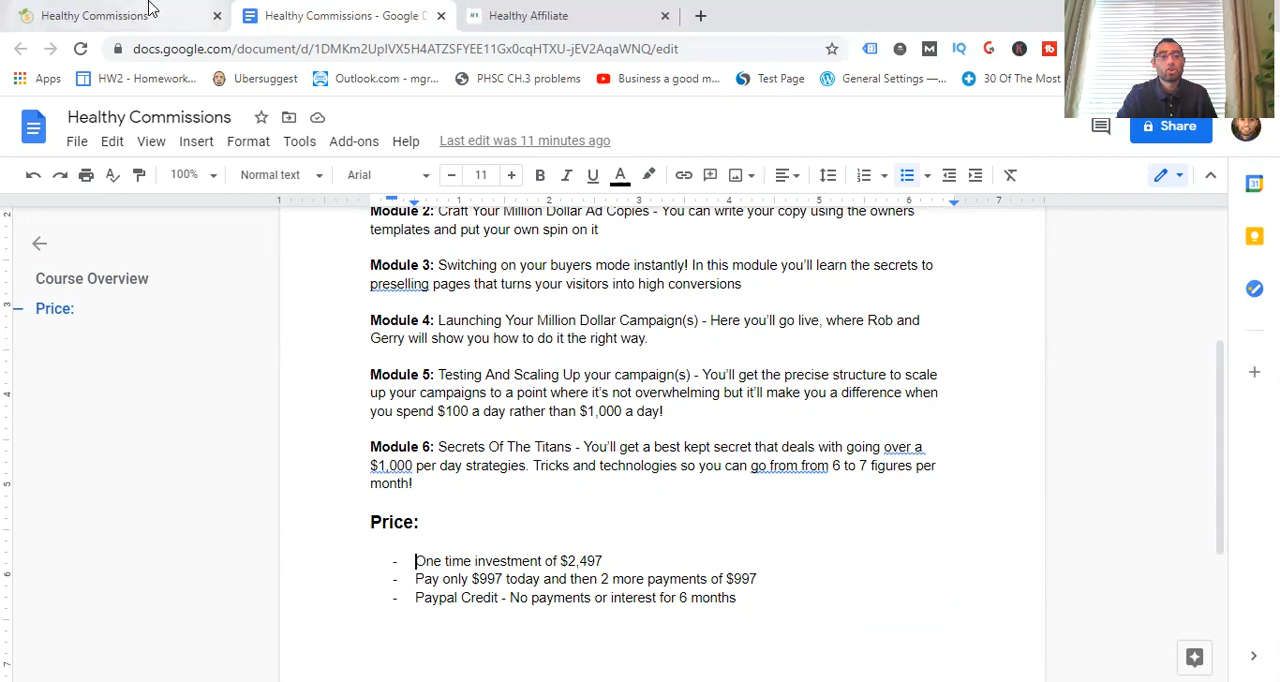 Healthy Commissions
Healthy Commissions - Google D
Healthy Affiliate
docs.google.com/document/d/1DMKm2UpIVX5H4ATZSFYEE11Gx0cqHTXU-jEV2AqaWNQ/edit
Apps
HW2 - Homework...
Ubersuggest
Outlook.com - mgr...
PHSC CH.3 problems
Business a good m...
Test Page
General Settings —...
30 Of The Most
Healthy Commissions
File Edit View Insert Format Tools Add-ons Help Last edit was 11 minutes ago
Share
100% Normal text Arial 11
Course Overview
Price:
Module 2: Craft Your Million Dollar Ad Copies - You can write your copy using the owners
templates and put your own spin on it
Module 3: Switching on your buyers mode instantly! In this module you'll learn the secrets to
preselling pages that turns your visitors into high conversions
Module 4: Launching Your Million Dollar Campaign(s) - Here you'll go live, where Rob and
Gerry will show you how to do it the right way.
Module 5: Testing And Scaling Up your campaign(s) - You'll get the precise structure to scale
up your campaigns to a point where it's not overwhelming but it'll make you a difference when
you spend $100 a day rather than $1,000 a day!
Module 6: Secrets Of The Titans - You'll get a best kept secret that deals with going over a
$1,000 per day strategies. Tricks and technologies so you can go from from 6 to 7 figures per
month!
Price:
- One time investment of $2,497
- Pay only $997 today and then 2 more payments of $997
- Paypal Credit - No payments or interest for 6 months